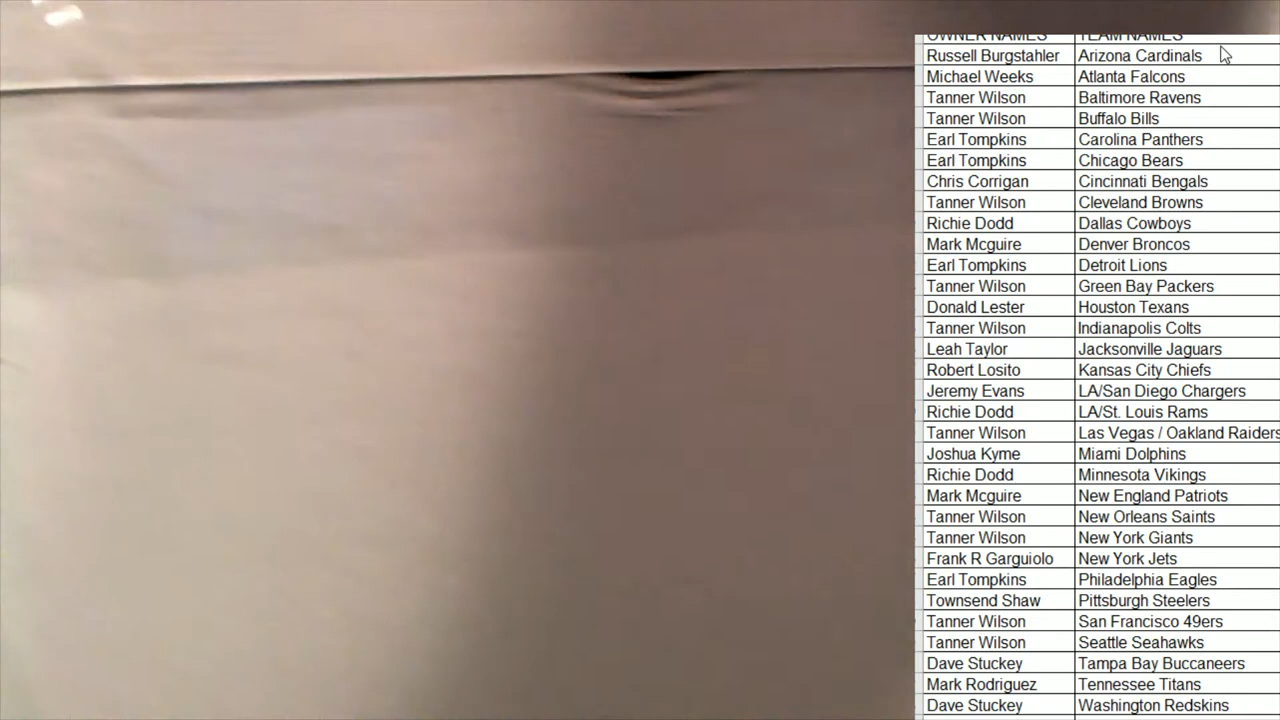 OWNER NAMES TEAM NAMES
Russell Burgstahler Arizona Cardinals
Michael Weeks Atlanta Falcons
Tanner Wilson Baltimore Ravens
Tanner Wilson Buffalo Bills
Earl Tompkins Carolina Panthers
Earl Tompkins Chicago Bears
Chris Corrigan Cincinnati Bengals
Tanner Wilson Cleveland Browns
Richie Dodd Dallas Cowboys
Mark Mcguire Denver Broncos
Earl Tompkins Detroit Lions
Tanner Wilson Green Bay Packers
Donald Lester Houston Texans
Tanner Wilson Indianapolis Colts
Leah Taylor Jacksonville Jaguars
Robert Losito Kansas City Chiefs
Jeremy Evans LA/San Diego Chargers
Richie Dodd LA/St. Louis Rams
Tanner Wilson Las Vegas / Oakland Raiders
Joshua Kyme Miami Dolphins
Richie Dodd Minnesota Vikings
Mark Mcguire New England Patriots
Tanner Wilson New Orleans Saints
Tanner Wilson New York Giants
Frank R Garguiolo New York Jets
Earl Tompkins Philadelphia Eagles
Townsend Shaw Pittsburgh Steelers
Tanner Wilson San Francisco 49ers
Tanner Wilson Seattle Seahawks
Dave Stuckey Tampa Bay Buccaneers
Mark Rodriguez Tennessee Titans
Dave Stuckey Washington Redskins